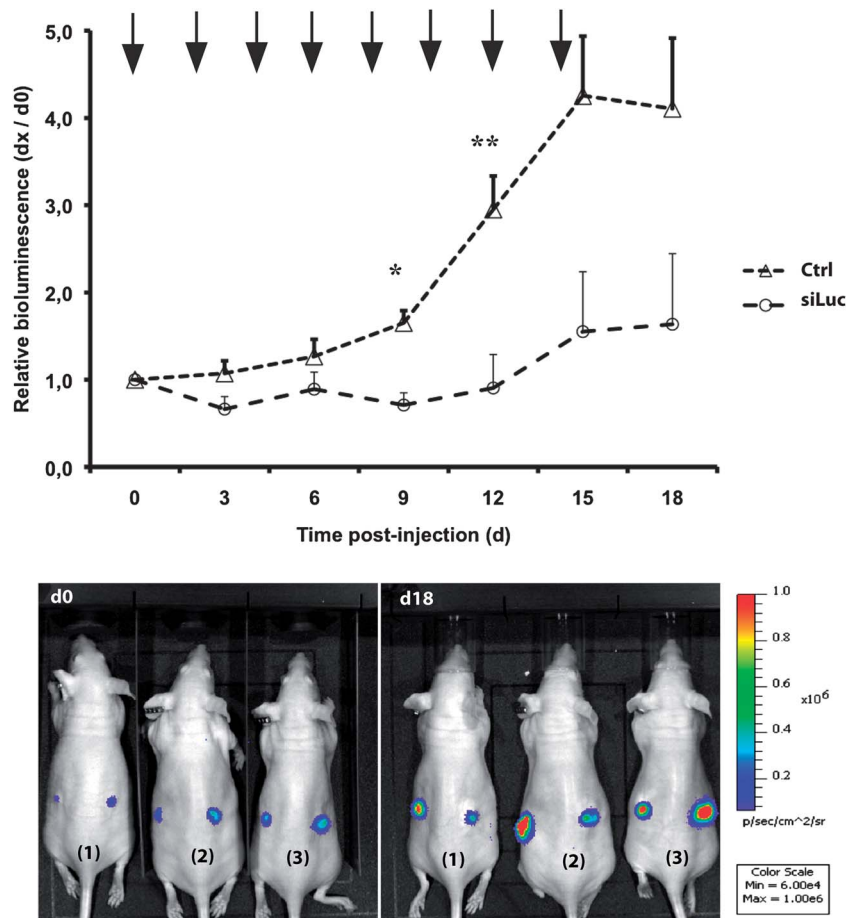 Relative bioluminescence (dx / d0)
5,0
4,0
3,0
2,0
1,0
0,0
*
**
Ctrl
siLuc
0 3 6 9 12 15 18
Time post-injection (d)
d0
(1) (2) (3)
d18
(1) (2) (3)
1.0
0.8
0.6
x10^6
0.4
0.2
p/sec/cm^2/sr
Color Scale
Min = 6.00e4
Max = 1.00e6